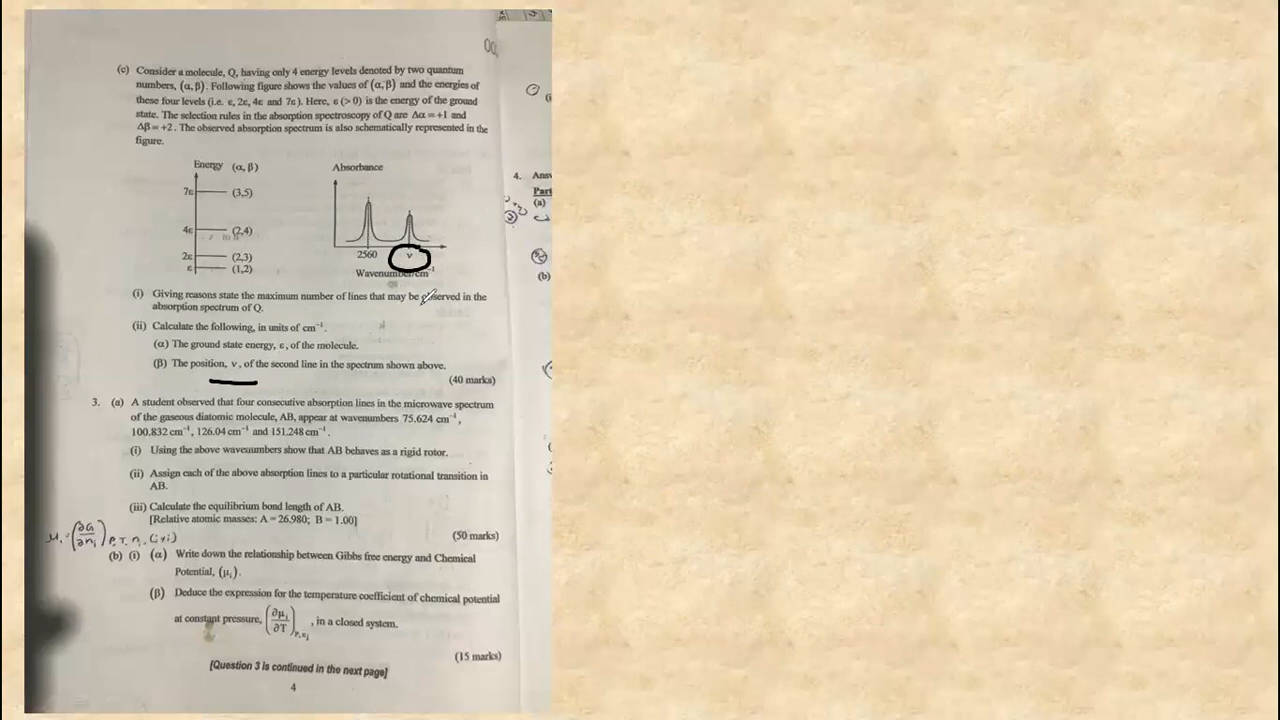 (c) Consider a molecule, Q, having only 4 energy levels denoted by two quantum
numbers, (α, β). Following figure shows the values of (α, β) and the energies of
these four levels (i.e. ε, 2ε, 4ε and 7ε). Here, ε (> 0) is the energy of the ground
state. The selection rules in the absorption spectroscopy of Q are Δα = +1 and
Δβ = +2. The observed absorption spectrum is also schematically represented in the
figure.
Energy (α, β)
7ε (3,5)
4ε (2,4)
2ε (2,3)
ε (1,2)
Absorbance
2560 ν
Wavenumber/cm⁻¹
(i) Giving reasons state the maximum number of lines that may be observed in the
absorption spectrum of Q.
(ii) Calculate the following, in units of cm⁻¹.
(α) The ground state energy, ε, of the molecule.
(β) The position, ν, of the second line in the spectrum shown above.
(40 marks)
3. (a) A student observed that four consecutive absorption lines in the microwave spectrum
of the gaseous diatomic molecule, AB, appear at wavenumbers 75.624 cm⁻¹,
100.832 cm⁻¹, 126.04 cm⁻¹ and 151.248 cm⁻¹.
(i) Using the above wavenumbers show that AB behaves as a rigid rotor.
(ii) Assign each of the above absorption lines to a particular rotational transition in
AB.
(iii) Calculate the equilibrium bond length of AB.
[Relative atomic masses: A = 26.980; B = 1.00]
(50 marks)
(b) (i) (α) Write down the relationship between Gibbs free energy and Chemical
Potential, (μᵢ).
(β) Deduce the expression for the temperature coefficient of chemical potential
at constant pressure, (∂μᵢ/∂T)P,nⱼ, in a closed system.
(15 marks)
[Question 3 is continued in the next page]
4
4. Ans
Part
(a)
(b)